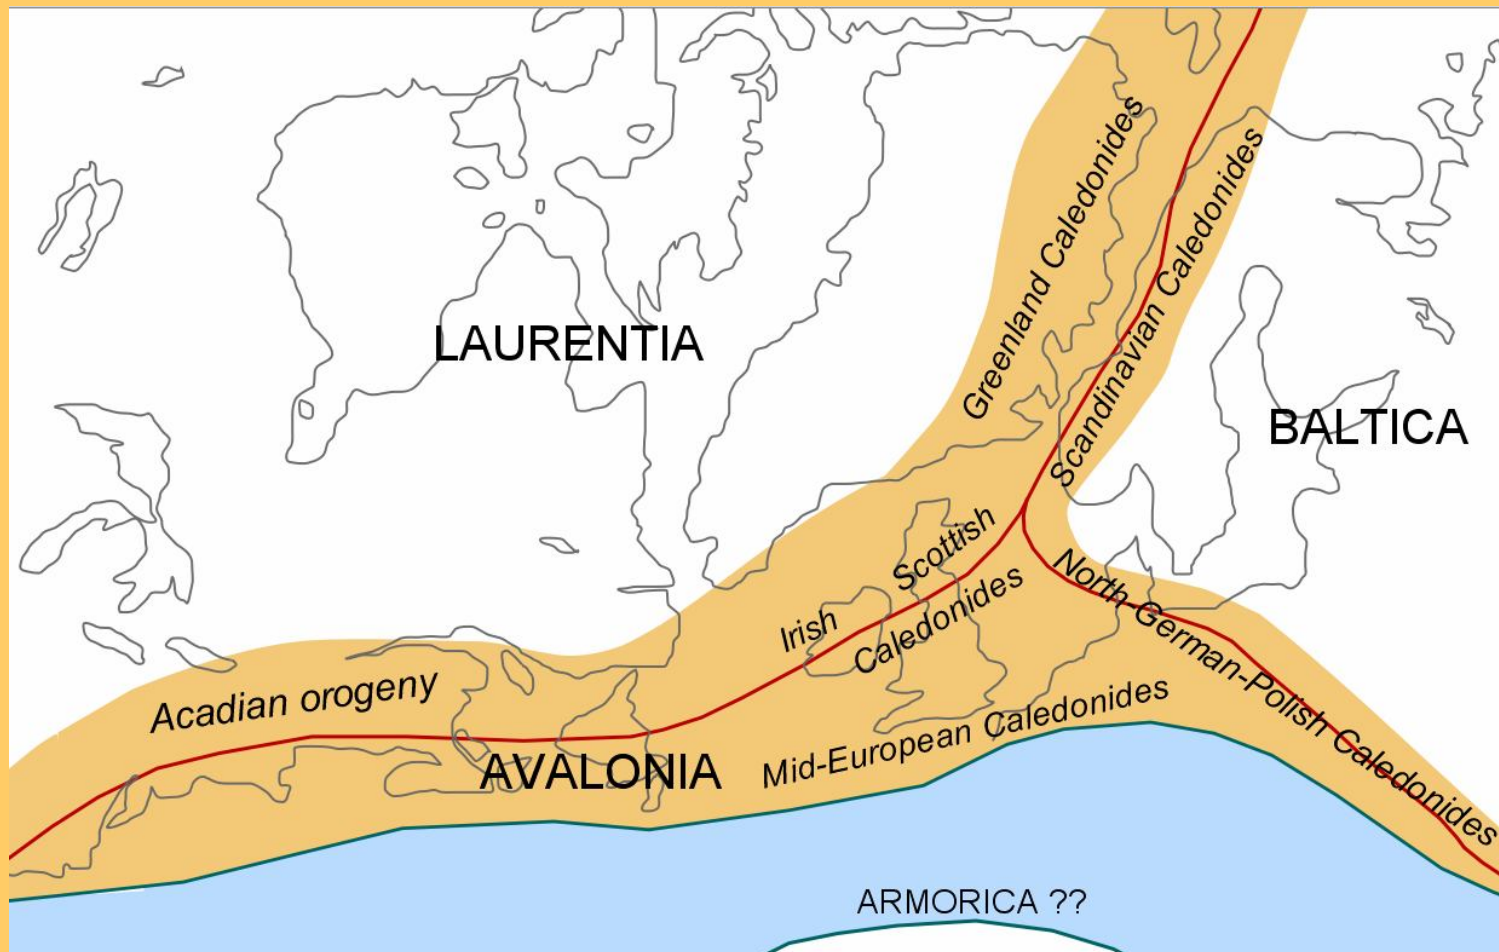 Greenland Caledonides
Scandinavian Caledonides
LAURENTIA
BALTICA
Scottish
Irish
Caledonides
North German-Polish Caledonides
Acadian orogeny
Mid-European Caledonides
AVALONIA
ARMORICA ??